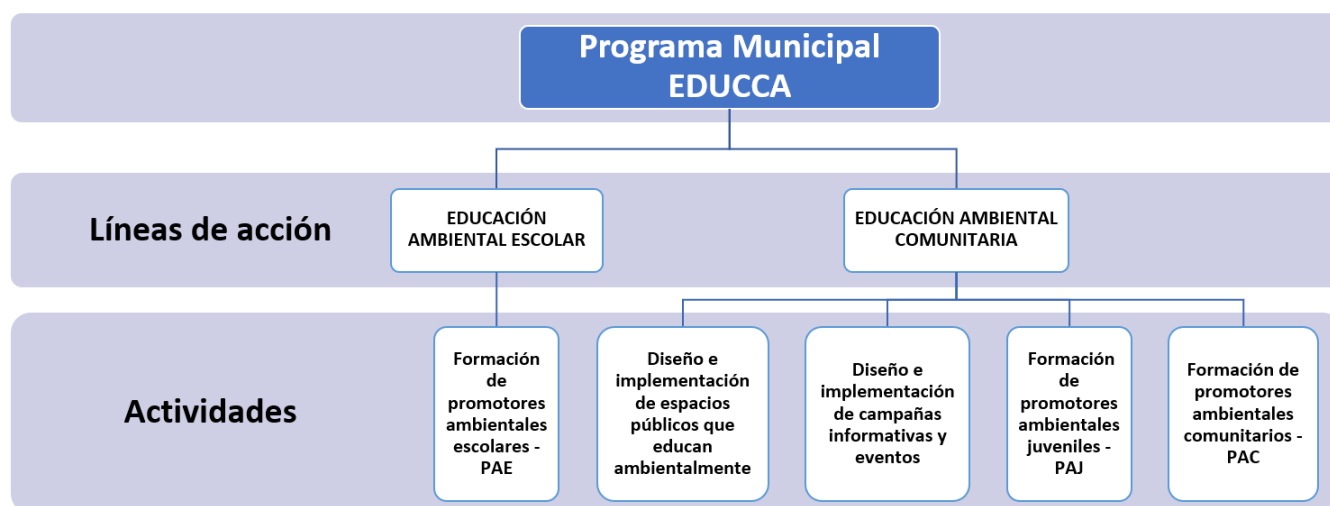 Programa Municipal
EDUCCA
Líneas de acción
EDUCACIÓN
AMBIENTAL ESCOLAR
EDUCACIÓN AMBIENTAL
COMUNITARIA
Actividades
Formación
de
promotores
ambientales
escolares -
PAE
Diseño e
implementación
de espacios
públicos que
educan
ambientalmente
Diseño e
implementación
de campañas
informativas y
eventos
Formación
de
promotores
ambientales
juveniles -
PAJ
Formación de
promotores
ambientales
comunitarios -
PAC